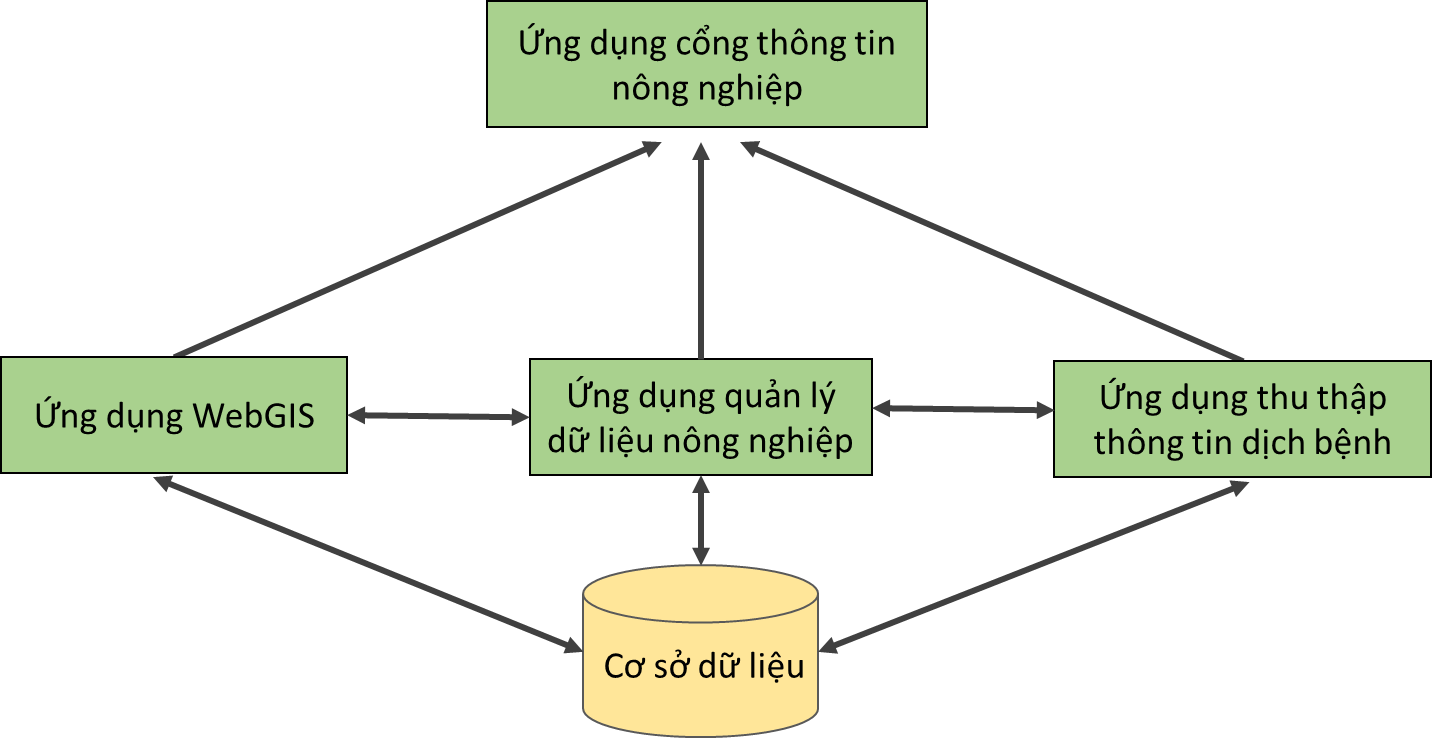 Ứng dụng cổng thông tin
nông nghiệp
Ứng dụng WebGIS
Ứng dụng quản lý
dữ liệu nông nghiệp
Ứng dụng thu thập
thông tin dịch bệnh
Cơ sở dữ liệu